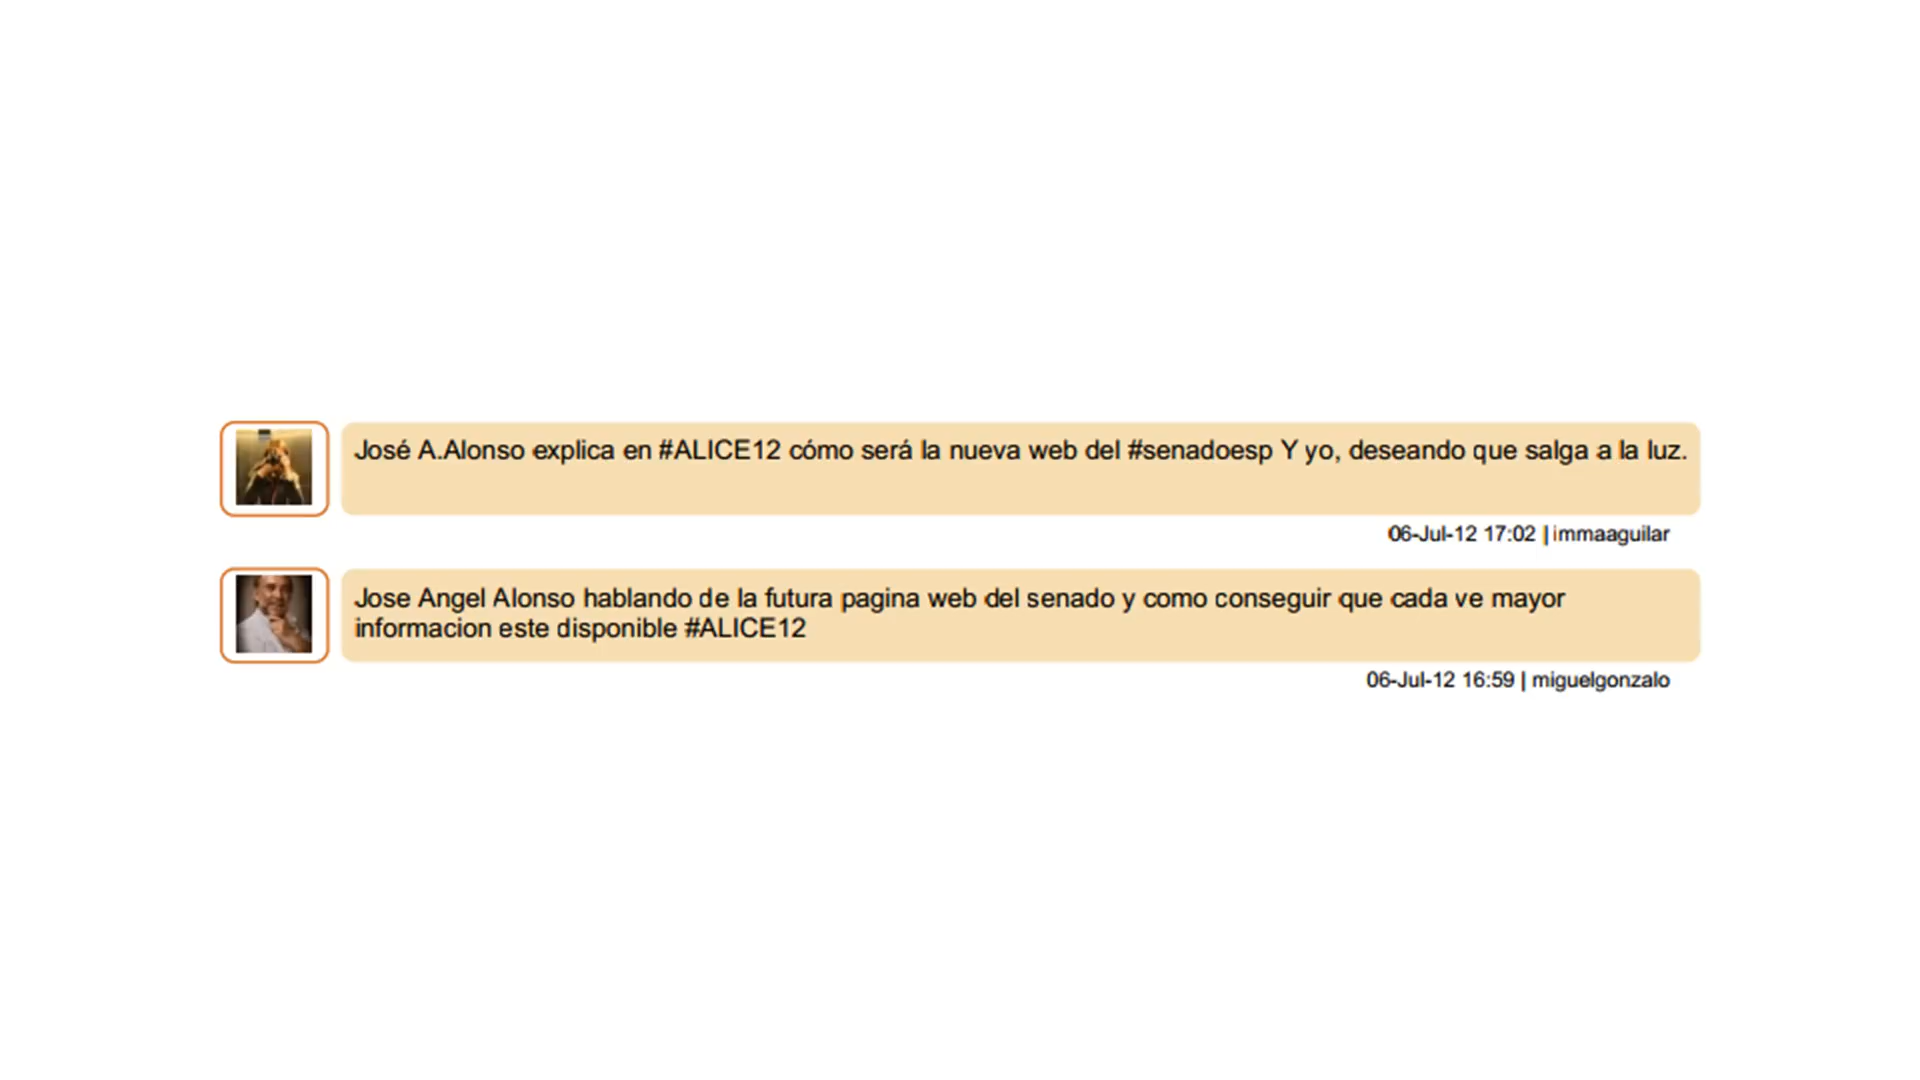 José A.Alonso explica en #ALICE12 cómo será la nueva web del #senadoesp Y yo, deseando que salga a la luz.
06-Jul-12 17:02 | immaaguilar
Jose Angel Alonso hablando de la futura pagina web del senado y como conseguir que cada ve mayor
informacion este disponible #ALICE12
06-Jul-12 16:59 | miguelgonzalo